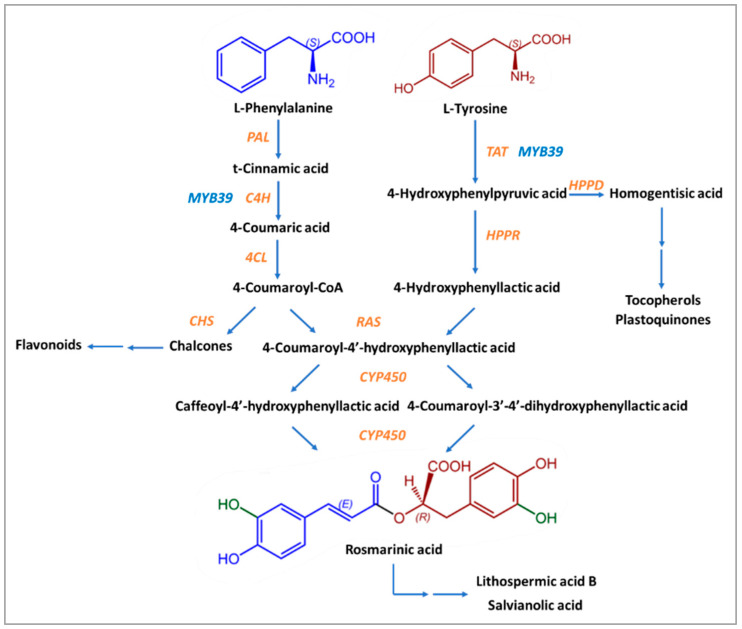 (S) COOH (S) COOH
NH₂ HO NH₂
L-Phenylalanine L-Tyrosine
PAL
TAT MYB39
t-Cinnamic acid
MYB39 C4H
4-Hydroxyphenylpyruvic acid HPPD Homogentisic acid
4-Coumaric acid
HPPR
4CL
4-Coumaroyl-CoA 4-Hydroxyphenyllactic acid
Tocopherols
Plastoquinones
CHS RAS
Flavonoids Chalcones 4-Coumaroyl-4’-hydroxyphenyllactic acid
CYP450
Caffeoyl-4’-hydroxyphenyllactic acid 4-Coumaroyl-3’-4’-dihydroxyphenyllactic acid
CYP450
O H COOH OH
HO (E) O (R) OH
HO
Rosmarinic acid
Lithospermic acid B
Salvianolic acid